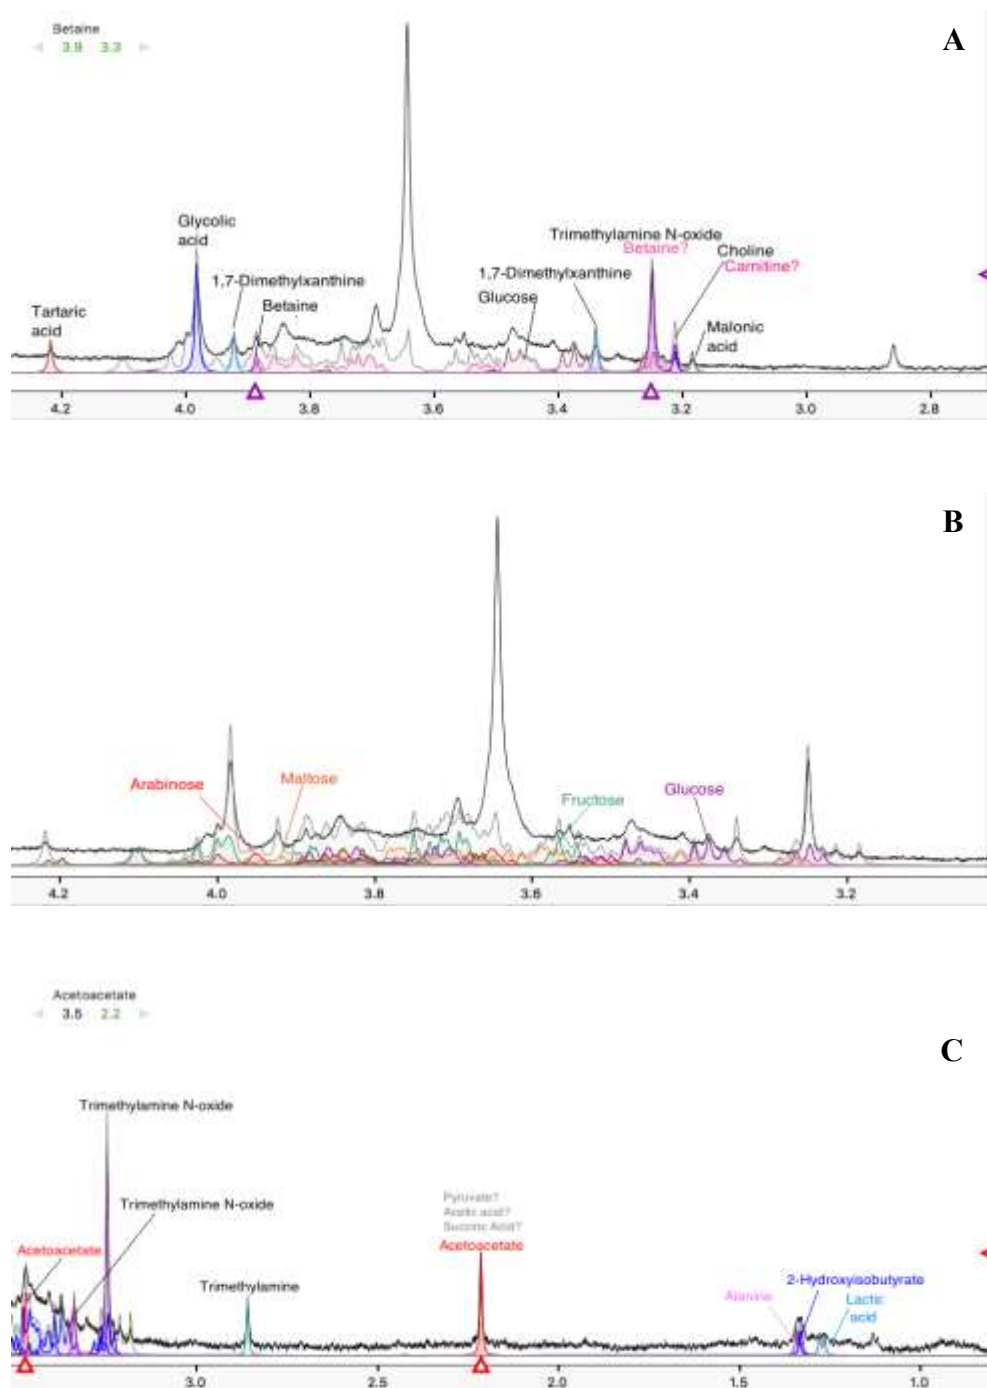 Betaine
3.9 3.3
A
Glycolic
acid
Trimethylamine N-oxide
Betaine?
Choline
Carnitine?
1,7-Dimethylxanthine
1,7-Dimethylxanthine
Glucose
Betaine
Tartaric
acid
Malonic
acid
4.2 4.0 3.8 3.6 3.4 3.2 3.0 2.8
B
Arabinose
Maltose
Fructose
Glucose
4.2 4.0 3.8 3.6 3.4 3.2
Acetoacetate
3.5 2.2
C
Trimethylamine N-oxide
Trimethylamine N-oxide
Pyruvate?
Acetic acid?
Succinic Acid?
Acetoacetate
Acetoacetate
Trimethylamine
2-Hydroxyisobutyrate
Alanine
Lactic
acid
3.0 2.5 2.0 1.5 1.0